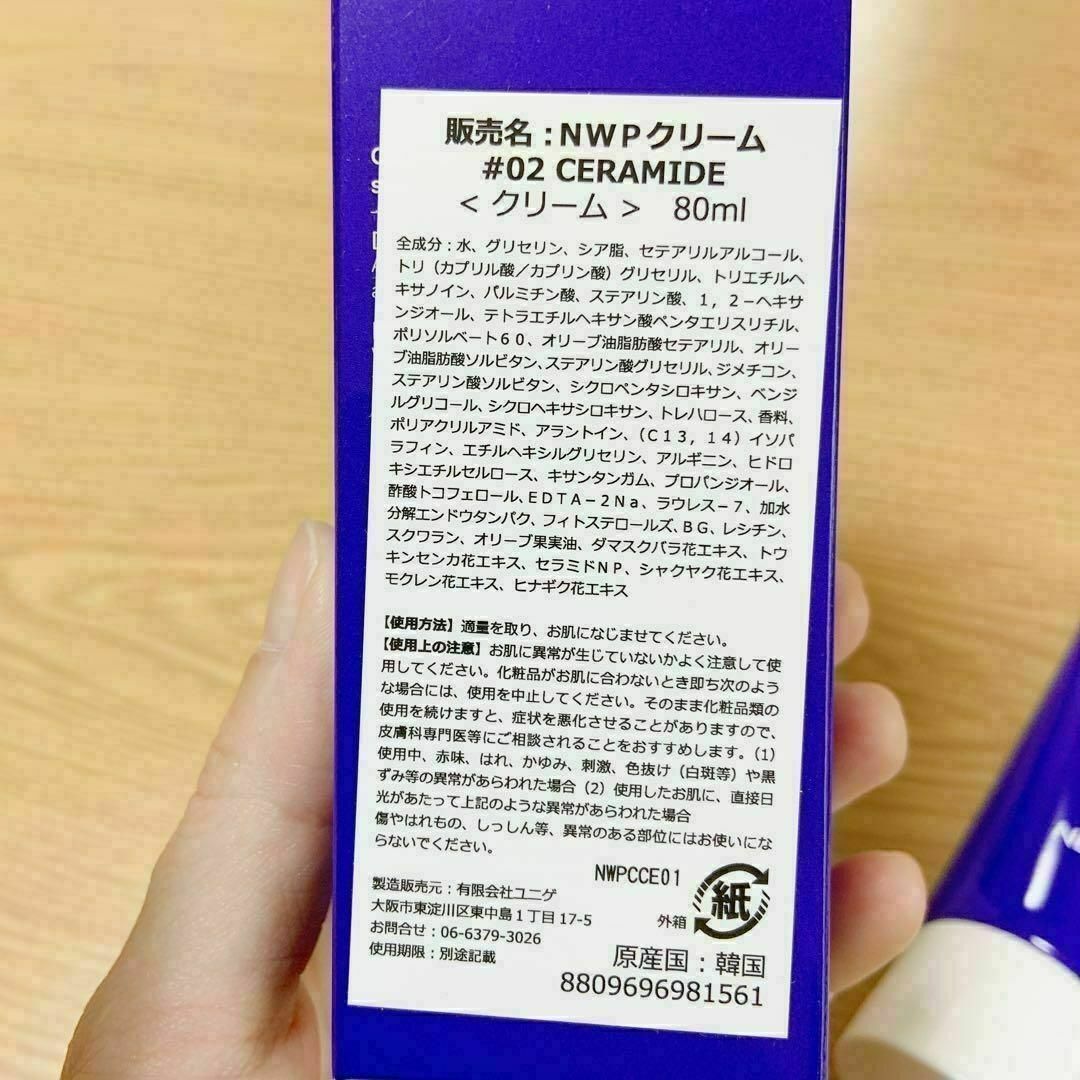 販売名：NWPクリーム
#02 CERAMIDE
＜ クリーム ＞ 80ml
全成分：水、グリセリン、シア脂、セテアリルアルコール、
トリ（カプリル酸／カプリン酸）グリセリル、トリエチルヘ
キサノイン、パルミチン酸、ステアリン酸、１，２－ヘキサ
ンジオール、テトラエチルヘキサン酸ペンタエリスリチル、
ポリソルベート６０、オリーブ油脂肪酸セテアリル、オリー
ブ油脂肪酸ソルビタン、ステアリン酸グリセリル、ジメチコン、
ステアリン酸ソルビタン、シクロペンタシロキサン、ベンジ
ルグリコール、シクロヘキサシロキサン、トレハロース、香料、
ポリアクリルアミド、アラントイン、（Ｃ１３，１４）イソパ
ラフィン、エチルヘキシルグリセリン、アルギニン、ヒドロ
キシエチルセルロース、キサンタンガム、プロパンジオール、
酢酸トコフェロール、ＥＤＴＡ－２Ｎａ、ラウレス－７、加水
分解エンドウタンパク、フィトステロールズ、ＢＧ、レシチン、
スクワラン、オリーブ果実油、ダマスクバラ花エキス、トウ
キンセンカ花エキス、セラミドＮＰ、シャクヤク花エキス、
モクレン花エキス、ヒナギク花エキス
【使用方法】適量を取り、お肌になじませてください。
【使用上の注意】お肌に異常が生じていないかよく注意して使
用してください。化粧品がお肌に合わないとき即ち次のよう
な場合には、使用を中止してください。そのまま化粧品類の
使用を続けますと、症状を悪化させることがありますので、
皮膚科専門医等にご相談されることをおすすめします。（1）
使用中、赤味、はれ、かゆみ、刺激、色抜け（白斑等）や黒
ずみ等の異常があらわれた場合（2）使用したお肌に、直接日
光があたって上記のような異常があらわれた場合
傷やはれもの、しっしん等、異常のある部位にはお使いにな
らないでください。
NWPCCE01
紙
外箱
製造販売元：有限会社ユニゲ
大阪市東淀川区東中島１丁目17-5
お問合せ：06-6379-3026
使用期限：別途記載
原産国：韓国
8809696981561